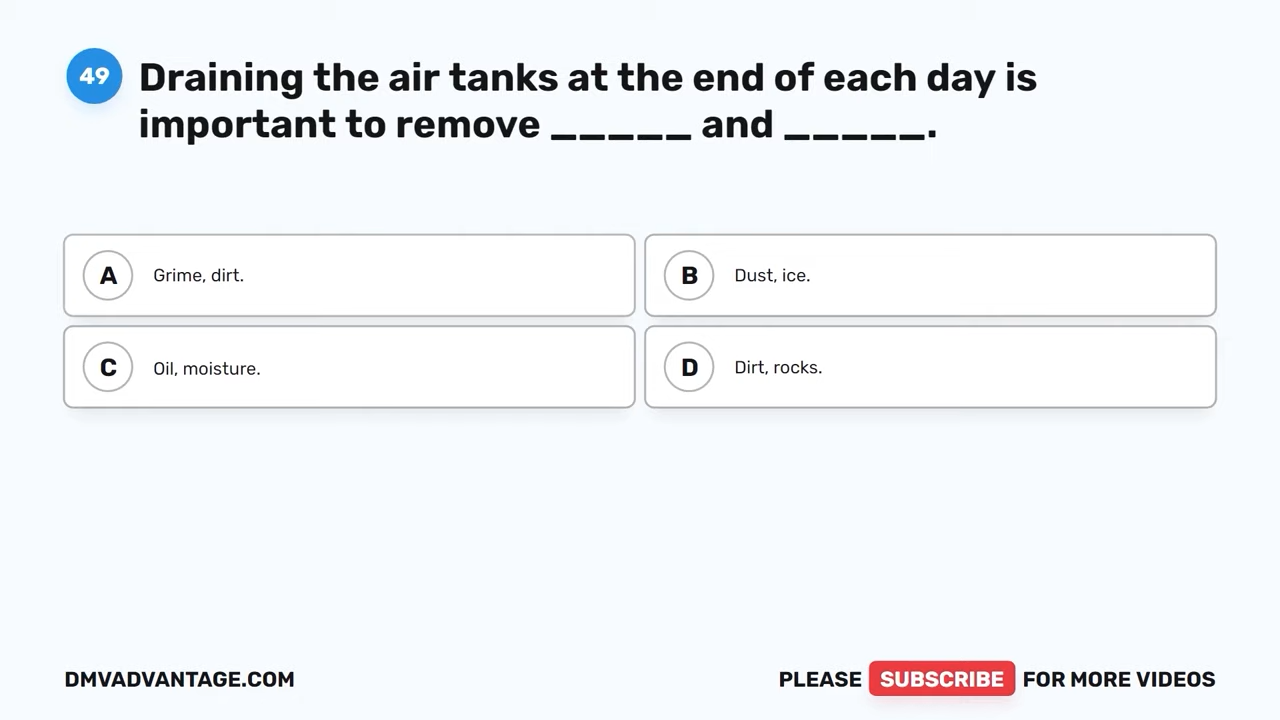 49
Draining the air tanks at the end of each day is
important to remove _____ and _____.
A Grime, dirt.
B Dust, ice.
C Oil, moisture.
D Dirt, rocks.
DMVADVANTAGE.COM
PLEASE SUBSCRIBE FOR MORE VIDEOS